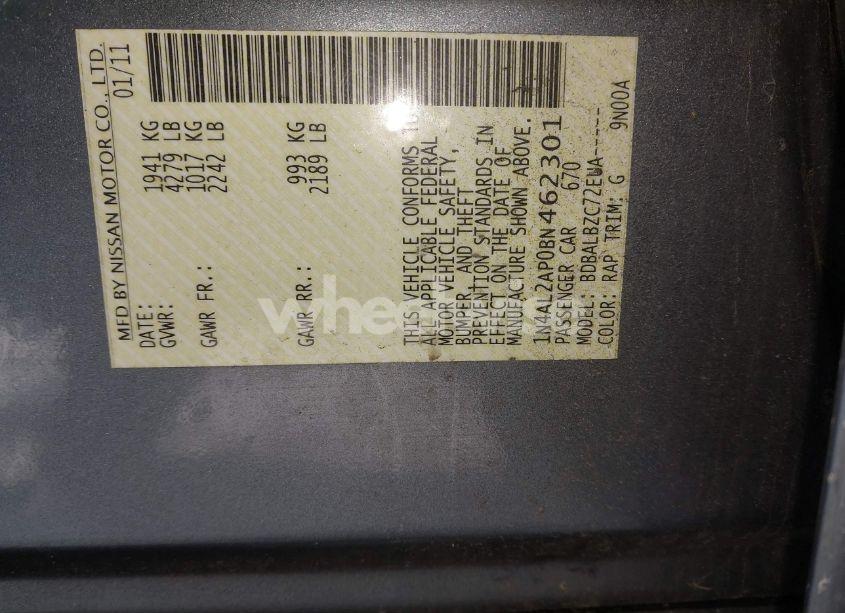 MFD BY NISSAN MOTOR CO., LTD.
DATE: 01/11
GVWR: 1941 KG
4279 LB
GAWR FR.: 1017 KG
2242 LB
GAWR RR.: 993 KG
2189 LB
THIS VEHICLE CONFORMS TO
ALL APPLICABLE FEDERAL
MOTOR VEHICLE SAFETY,
BUMPER AND THEFT
PREVENTION STANDARDS IN
EFFECT ON THE DATE OF
MANUFACTURE SHOWN ABOVE.
1N4AL2AP0BN462301
PASSENGER CAR 670
MODEL: BDBALBZC72EUA-----
COLOR: RAP TRIM: G 9N00A